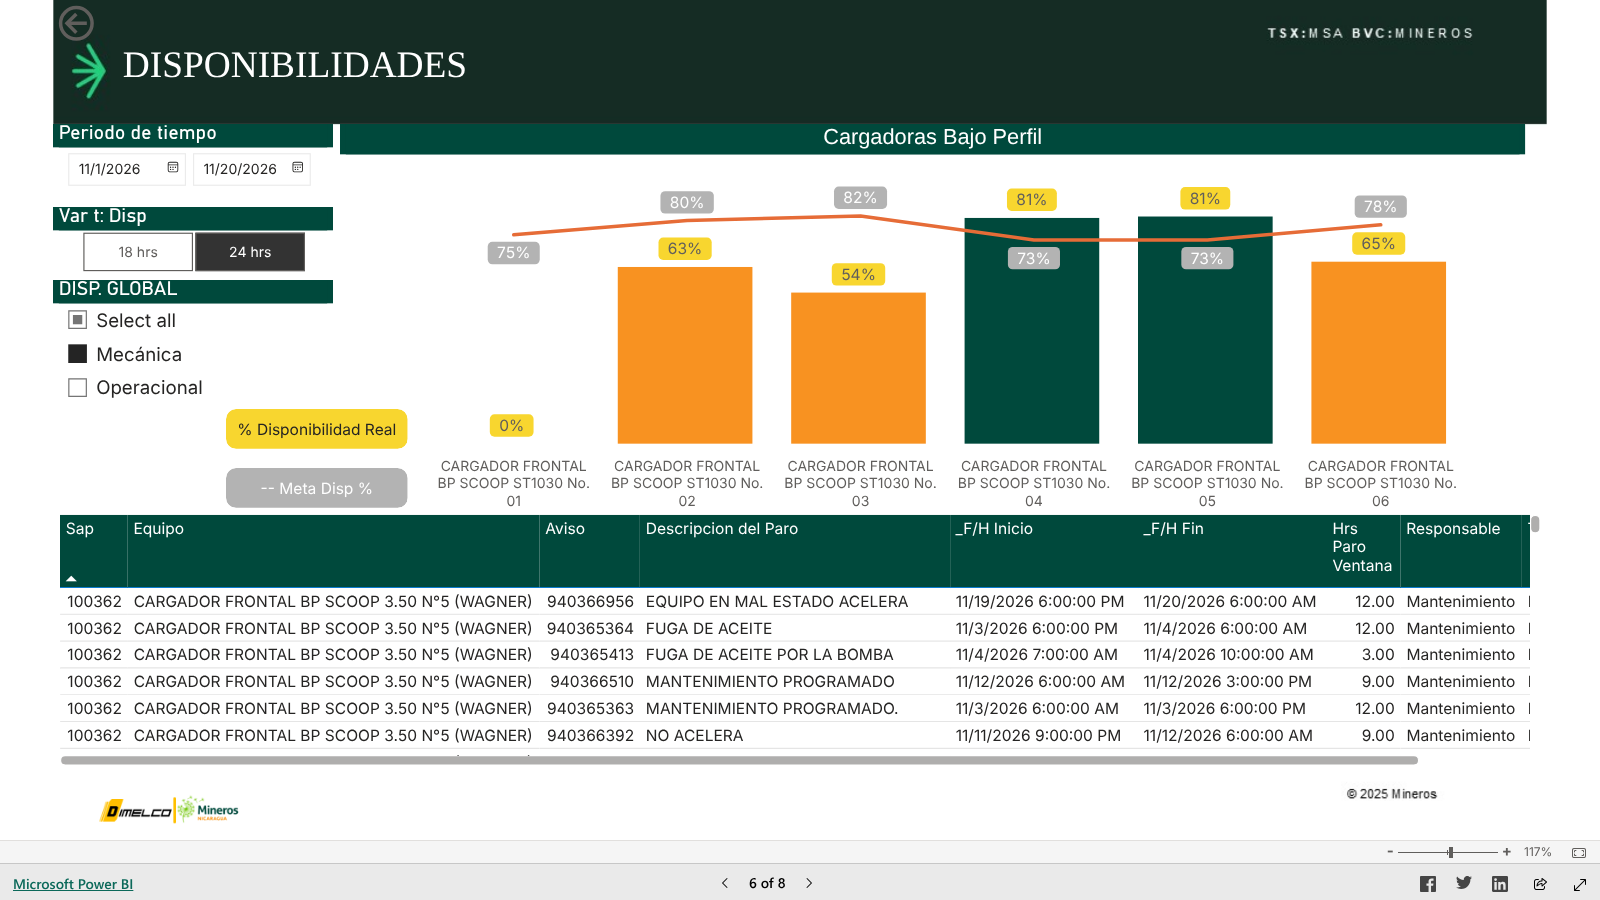 TSX:MSA BVC:MINEROS
DISPONIBILIDADES
Periodo de tiempo
11/1/2026 11/20/2026
Var t: Disp
18 hrs 24 hrs
DISP. GLOBAL
Select all
Mecánica
Operacional
% Disponibilidad Real
-- Meta Disp %
Cargadoras Bajo Perfil
75% 80% 82% 73% 73% 78%
0% 63% 54% 81% 81% 65%
CARGADOR FRONTAL BP SCOOP ST1030 No. 01
CARGADOR FRONTAL BP SCOOP ST1030 No. 02
CARGADOR FRONTAL BP SCOOP ST1030 No. 03
CARGADOR FRONTAL BP SCOOP ST1030 No. 04
CARGADOR FRONTAL BP SCOOP ST1030 No. 05
CARGADOR FRONTAL BP SCOOP ST1030 No. 06
Sap Equipo Aviso Descripcion del Paro _F/H Inicio _F/H Fin Hrs Paro Ventana Responsable
100362 CARGADOR FRONTAL BP SCOOP 3.50 N°5 (WAGNER) 940366956 EQUIPO EN MAL ESTADO ACELERA 11/19/2026 6:00:00 PM 11/20/2026 6:00:00 AM 12.00 Mantenimiento
100362 CARGADOR FRONTAL BP SCOOP 3.50 N°5 (WAGNER) 940365364 FUGA DE ACEITE 11/3/2026 6:00:00 PM 11/4/2026 6:00:00 AM 12.00 Mantenimiento
100362 CARGADOR FRONTAL BP SCOOP 3.50 N°5 (WAGNER) 940365413 FUGA DE ACEITE POR LA BOMBA 11/4/2026 7:00:00 AM 11/4/2026 10:00:00 AM 3.00 Mantenimiento
100362 CARGADOR FRONTAL BP SCOOP 3.50 N°5 (WAGNER) 940366510 MANTENIMIENTO PROGRAMADO 11/12/2026 6:00:00 AM 11/12/2026 3:00:00 PM 9.00 Mantenimiento
100362 CARGADOR FRONTAL BP SCOOP 3.50 N°5 (WAGNER) 940365363 MANTENIMIENTO PROGRAMADO. 11/3/2026 6:00:00 AM 11/3/2026 6:00:00 PM 12.00 Mantenimiento
100362 CARGADOR FRONTAL BP SCOOP 3.50 N°5 (WAGNER) 940366392 NO ACELERA 11/11/2026 9:00:00 PM 11/12/2026 6:00:00 AM 9.00 Mantenimiento
DIMELCO Mineros
NICARAGUA
© 2025 Mineros
- + 117%
Microsoft Power BI
6 of 8